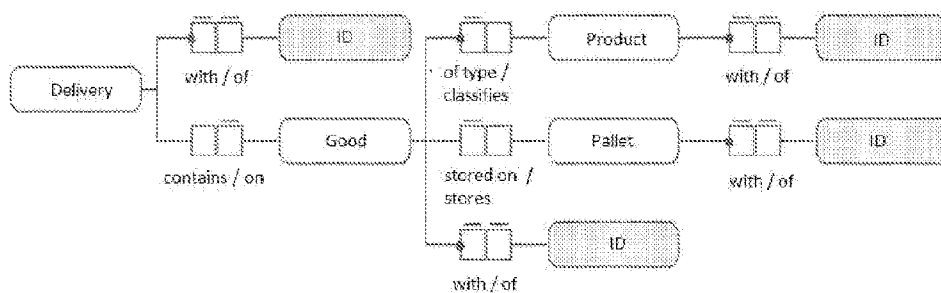 ID
Product
ID
with / of
of type /
classifies
with / of
Delivery
Good
Pallet
ID
contains / on
stored on /
stores
with / of
ID
with / of